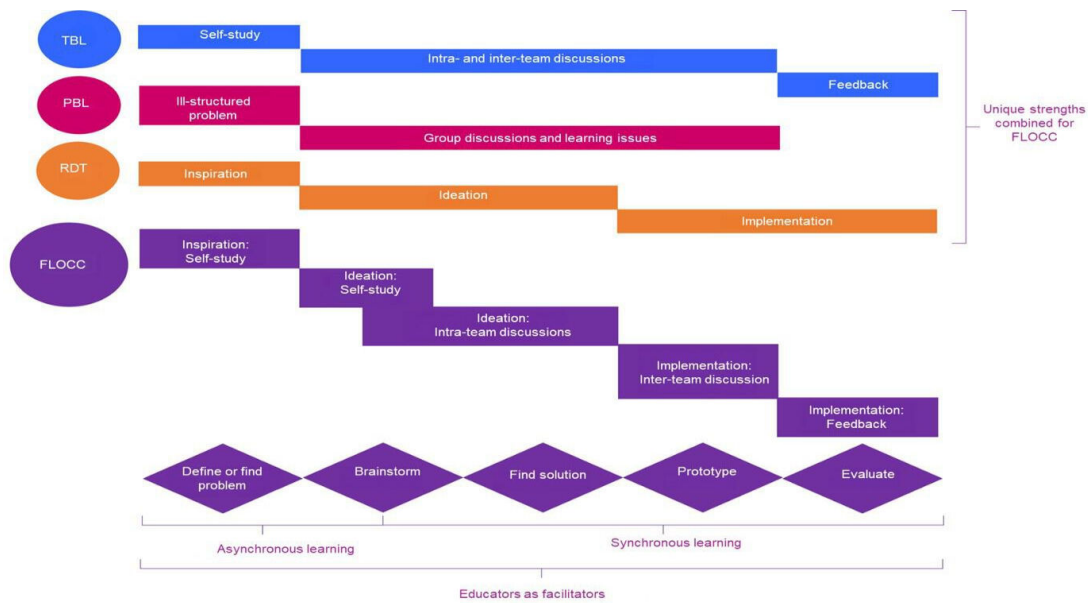 TBL
Self-study
Intra- and inter-team discussions
Feedback
PBL
Ill-structured
problem
Group discussions and learning issues
RDT
Inspiration
Ideation
Implementation
Unique strengths
combined for
FLOCC
FLOCC
Inspiration:
Self-study
Ideation:
Self-study
Ideation:
Intra-team discussions
Implementation:
Inter-team discussion
Implementation:
Feedback
Define or find
problem
Brainstorm
Find solution
Prototype
Evaluate
Asynchronous learning
Synchronous learning
Educators as facilitators